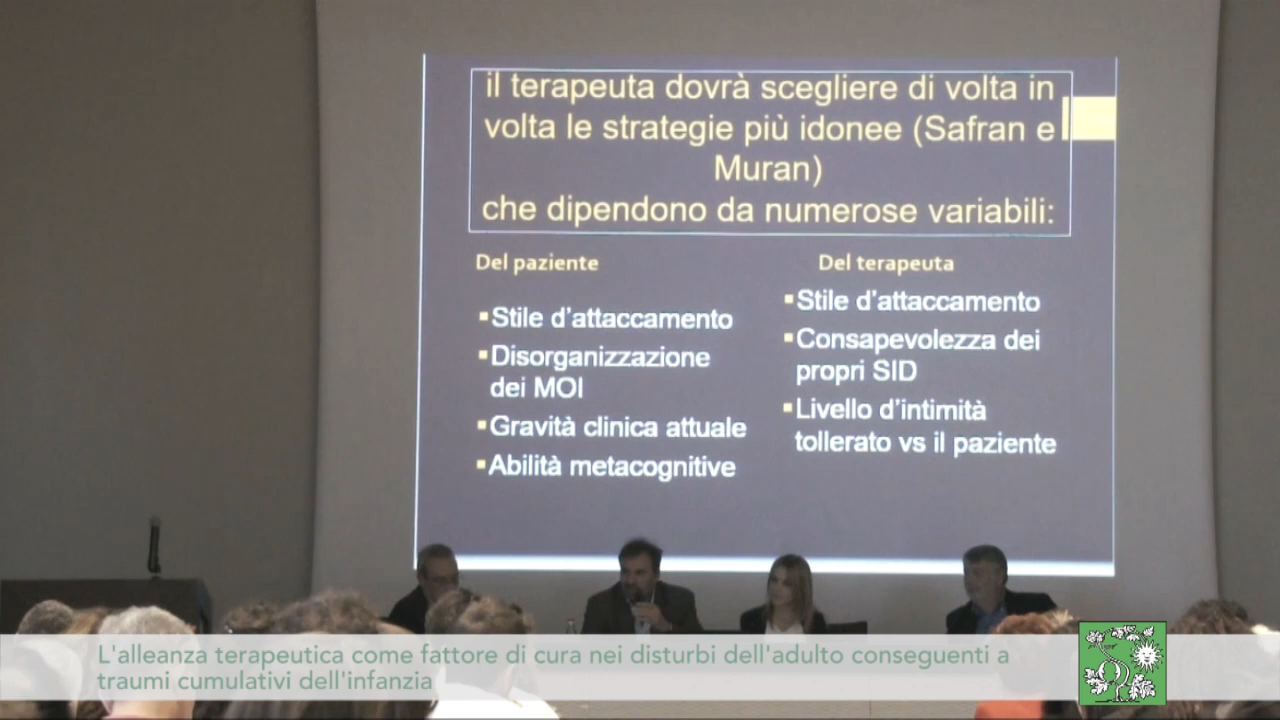 il terapeuta dovrà scegliere di volta in
volta le strategie più idonee (Safran e
Muran)
che dipendono da numerose variabili:
Del paziente
▪Stile d'attaccamento
▪Disorganizzazione
dei MOI
▪Gravità clinica attuale
▪Abilità metacognitive
Del terapeuta
▪Stile d'attaccamento
▪Consapevolezza dei
propri SID
▪Livello d'intimità
tollerato vs il paziente
L'alleanza terapeutica come fattore di cura nei disturbi dell'adulto conseguenti a
traumi cumulativi dell'infanzia